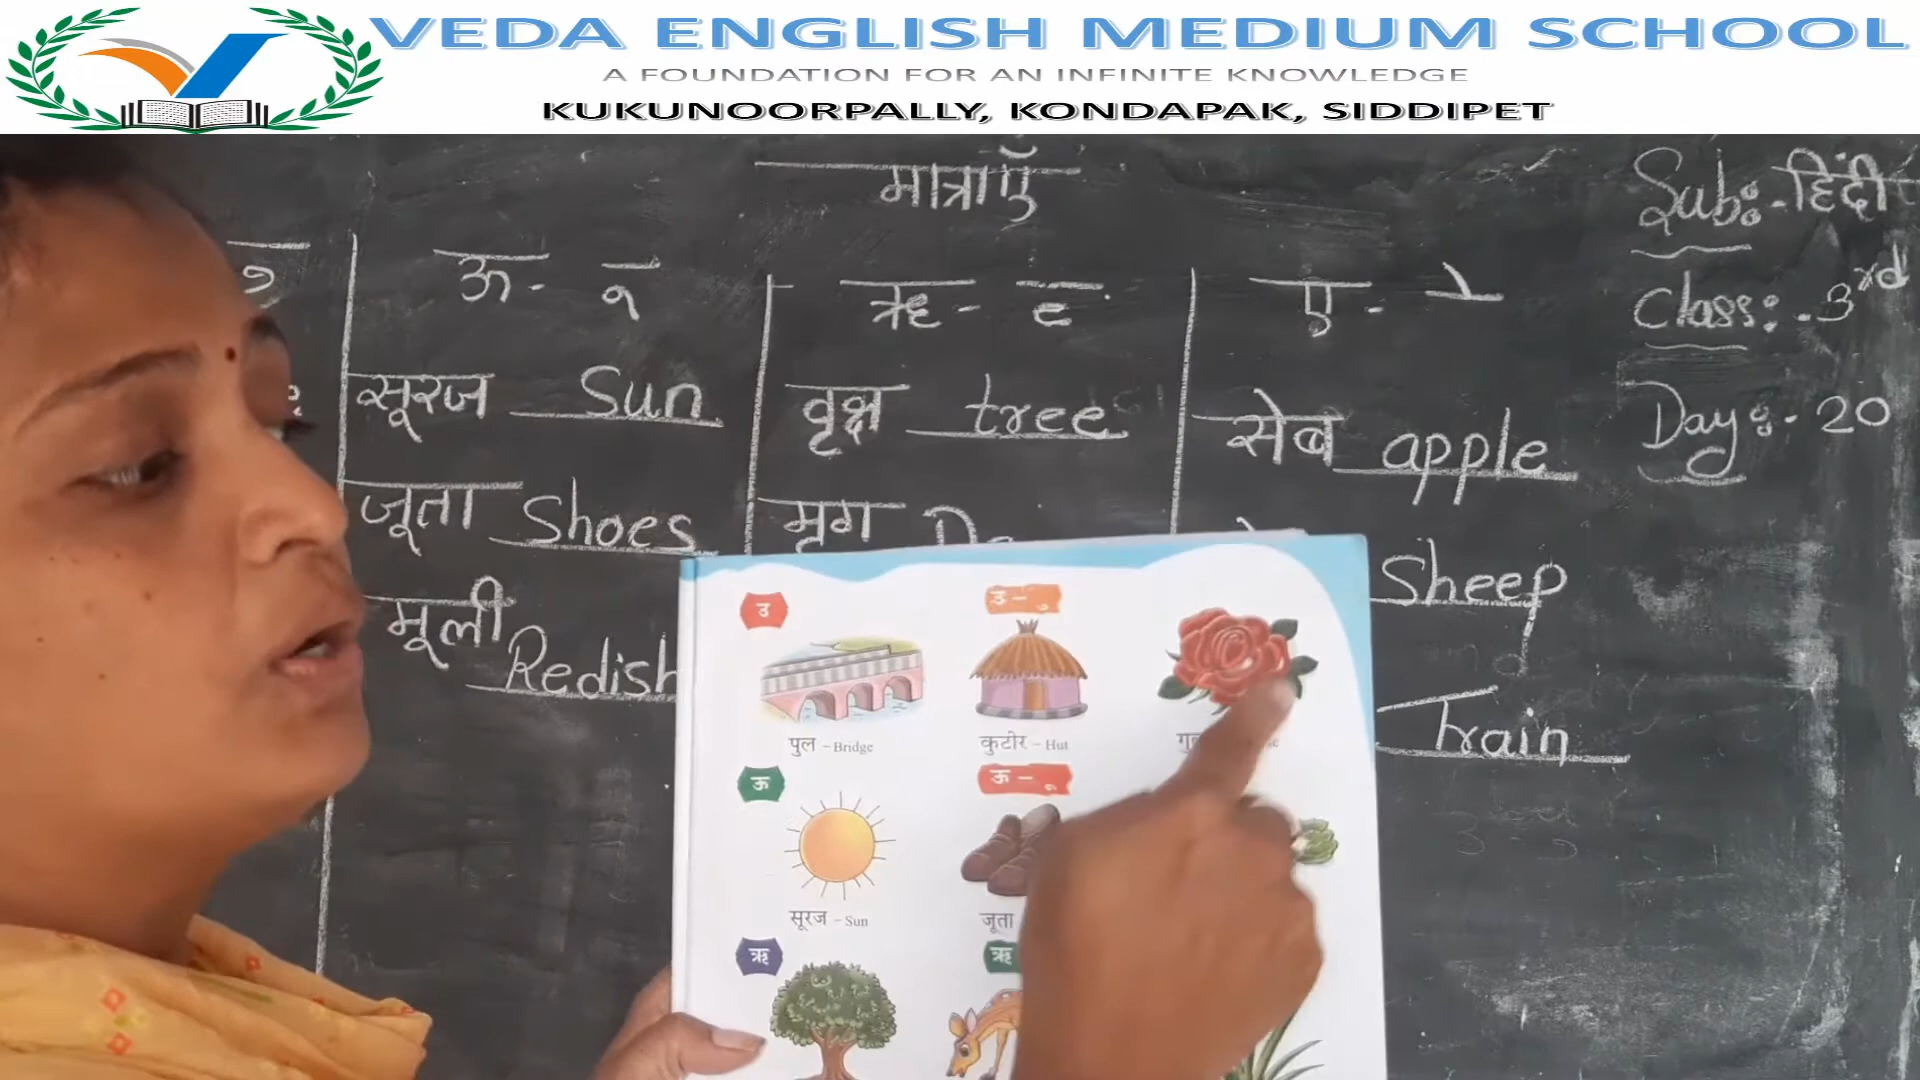 VEDA ENGLISH MEDIUM SCHOOL
A FOUNDATION FOR AN INFINITE KNOWLEDGE
KUKUNOORPALLY, KONDAPAK, SIDDIPET
मात्राएँ
Sub:- हिंदी
Class:- 3rd
Day:- 20
ऊ - ू
सूरज Sun
जूता Shoes
मूली Redish
ऋ - ृ
वृक्ष tree
मृग
ए - े
सेब apple
Sheep
Train
उ
उ - ु
पुल - Bridge
कुटीर - Hut
ऊ
ऊ - ू
सूरज - Sun
जूता
ऋ
ऋ